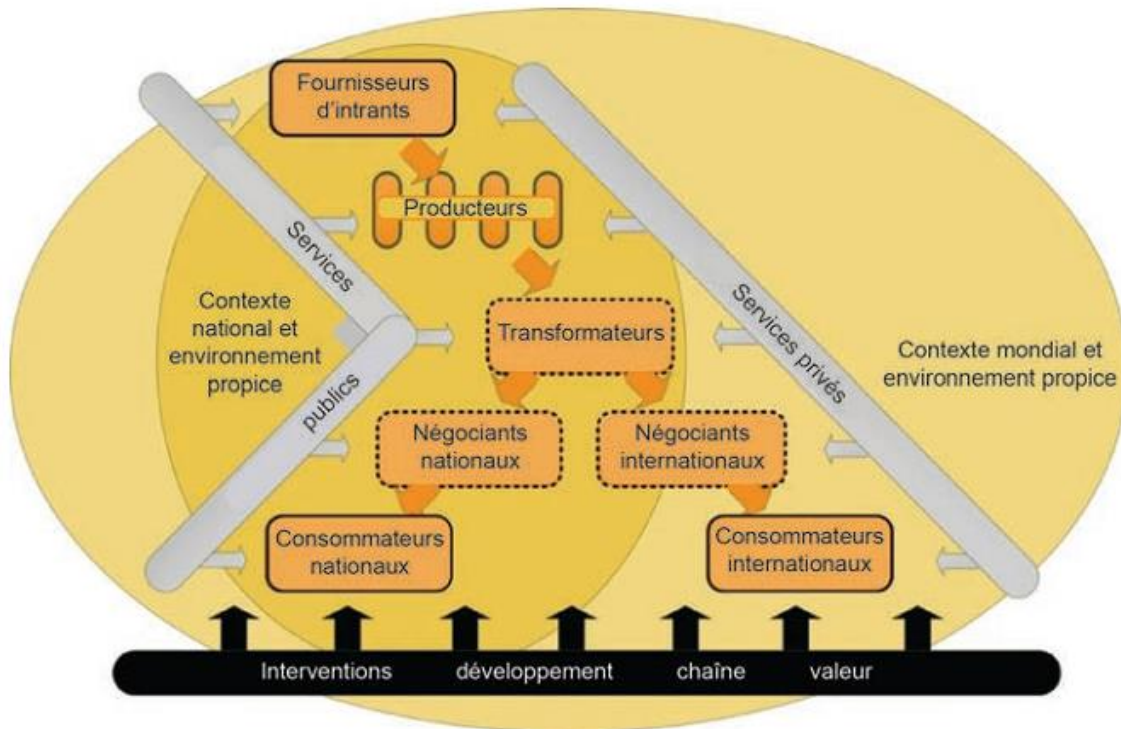 Fournisseurs
d'intrants
Producteurs
Services
publics
Contexte
national et
environnement
propice
Transformateurs
Services privés
Contexte mondial et
environnement propice
Négociants
nationaux
Négociants
internationaux
Consommateurs
nationaux
Consommateurs
internationaux
Interventions développement chaîne valeur